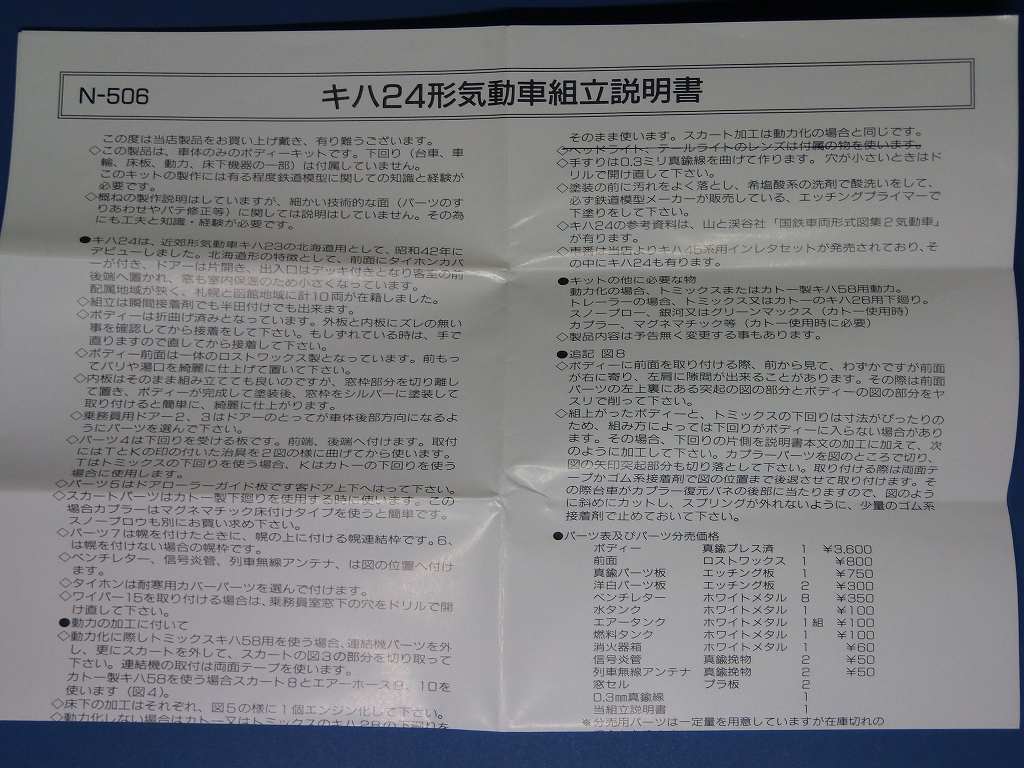 N-506
キハ24形気動車組立説明書
この度は当店製品をお買い上げ戴き、有り難うございます。
◇この製品は、車体のみのボディーキットです。下回り（台車、車
輪、床板、動力、床下機器の一部）は付属していません。
このキットの製作には有る程度鉄道模型に関しての知識と経験が
必要です。
◇概ねの製作説明はしていますが、細かい技術的な面（パーツのす
りあわせやパテ修正等）に関しては説明はしていません。その為
にも工夫と知識・経験が必要です。
●キハ24は、近郊形気動車キハ23の北海道用として、昭和42年に
デビューしました。北海道形の特徴として、前面にタイホンカバ
ーが付き、ドアーは片開き、出入口はデッキ付きとなり客室の前
後端へ置かれ、窓も室内保温のため小さくなっています。
配属地域が狭く、札幌と函館地域に計10両が在籍しました。
◇組立は瞬間接着剤でも半田付けでも出来ます。
◇ボディーは折曲げ済みとなっています。外板と内板にズレの無い
事を確認してから接着をして下さい。もしずれている時は、手で
直りますので直してから接着して下さい。
◇ボディー前面は一体のロストワックス製となっています。前もっ
てバリや湯口を綺麗に仕上げて置いて下さい。
◇内板はそのまま組み立てても良いのですが、窓枠部分を切り離し
て置き、ボディーが完成して塗装後、窓枠をシルバーに塗装して
取り付けると簡単に、綺麗に仕上がります。
◇乗務員用ドアー2、3はドアーのとってが車体後部方向になるよ
うにパーツを選んで下さい。
◇パーツ4は下回りを受ける板です。前端、後端へ付けます。取付
にはTとKの印の付いた治具を2図の様に曲げてから使います。
Tはトミックスの下回りを使う場合、Kはカトーの下回りを使う
場合に使用します。
◇パーツ5はドアローラーガイド板です客ドア上下へはって下さい。
◇スカートパーツはカトー製下廻りを使用する時に使います。この
場合カプラーはマグネマチック床付けタイプを使うと簡単です。
スノープロウも別にお買い求め下さい。
◇パーツ7は幌を付けたときに、幌の上に付ける幌連結枠です。6、
は幌を付けない場合の幌枠です。
◇ベンチレター、信号炎管、列車無線アンテナ、は図の位置へ付け
ます。
◇タイホンは耐寒用カバーパーツを選んで付けます。
◇ワイパー15を取り付ける場合は、乗務員室窓下の穴をドリルで開
け直して下さい。
●動力の加工に付いて
◇動力化に際しトミックスキハ58用を使う場合、連結機パーツを外
し、更にスカートを外して、スカートの図3の部分を切り取って
下さい。連結機の取付は両面テープを使います。
カトー製キハ58を使う場合スカート8とエアーホース9、10を
使います（図4）。
◇床下の加工はそれぞれ、図5の様に1個エンジン化して下さい。
◇動力化しない場合はカトー又はトミックスのキハ28の下廻りを
そのまま使います。スカート加工は動力化の場合と同じです。
◇ヘッドライト、テールライトのレンズは付属の物を使います。
◇手すりは0.3ミリ真鍮線を曲げて作ります。穴が小さいときはド
リルで開け直して下さい。
◇塗装の前に汚れをよく落とし、希塩酸系の洗剤で酸洗いをして、
必ず鉄道模型メーカーが販売している、エッチングプライマーで
下塗りをして下さい。
◇キハ24の参考資料は、山と渓谷社「国鉄車両形式図集2気動車」
が有ります。
◇車番は当店よりキハ45系用インレタセットが発売されており、そ
の中にキハ24も有ります。
●キットの他に必要な物
動力化の場合、トミックスまたはカトー製キハ58用動力。
トレーラーの場合、トミックス又はカトーのキハ28用下廻り。
スノープロー、銀河又はグリーンマックス（カトー使用時）
カプラー、マグネマチック等（カトー使用時に必要）
◇製品内容は予告無く変更する事もあります。
●追記 図8
◇ボディーに前面を取り付ける際、前から見て、わずかですが前面
が右に寄り、左肩に隙間が出来ることがあります。その際は前面
パーツの左上裏にある突起の図の部分とボディーの図の部分をヤ
スリで削って下さい。
◇組上がったボディーと、トミックスの下回りは寸法がぴったりの
ため、組み方によっては下回りがボディーに入らない場合があり
ます。その場合、下回りの片側を説明書本文の加工に加えて、次
のように加工して下さい。カプラーパーツを図のところで切り、
図の矢印突起部分も切り落として下さい。取り付ける際は両面テー
プかゴム系接着剤で図の位置まで後退させて取り付けます。そ
の際台車がカプラー復元バネの後部に当たりますので、図のよう
に斜めにカットし、スプリングが外れないように、少量のゴム系
接着剤で止めておいて下さい。
●パーツ表及びパーツ分売価格
ボディー 真鍮プレス済 1 ¥3,600
前面 ロストワックス 1 ¥800
真鍮パーツ板 エッチング板 1 ¥750
洋白パーツ板 エッチング板 2 ¥300
ベンチレター ホワイトメタル 8 ¥350
水タンク ホワイトメタル 1 ¥100
エアータンク ホワイトメタル 1組 ¥100
燃料タンク ホワイトメタル 1 ¥100
消火器箱 ホワイトメタル 1 ¥60
信号炎管 真鍮挽物 2 ¥50
列車無線アンテナ 真鍮挽物 2 ¥50
窓セル プラ板 2
0.3mm真鍮線 1
当組立説明書 1
※分売用パーツは一定量を用意していますが在庫切れの